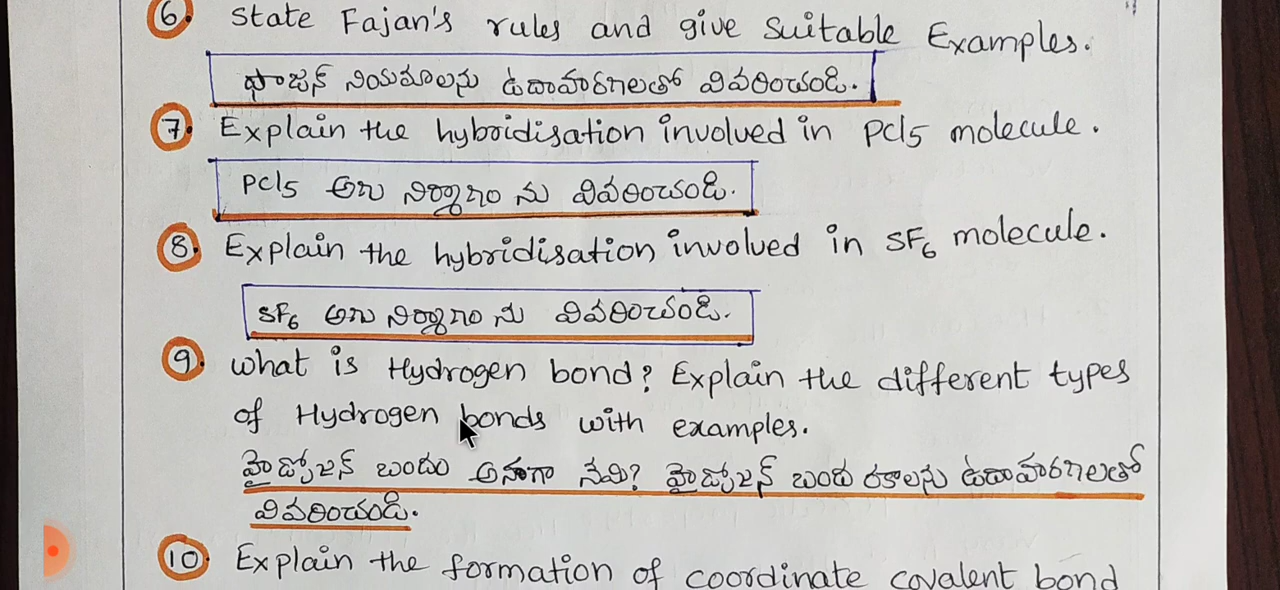 6. State Fajan's rules and give Suitable Examples.
ఫాజన్ నియమాలను ఉదాహరణలతో వివరించండి.
7. Explain the hybridisation involved in PCl5 molecule.
PCl5 అణు నిర్మాణం ను వివరించండి.
8. Explain the hybridisation involved in SF6 molecule.
SF6 అణు నిర్మాణం ను వివరించండి.
9. What is Hydrogen bond? Explain the different types
of Hydrogen bonds with examples.
హైడ్రోజన్ బంధం అనగా నేమి? హైడ్రోజన్ బంధ రకాలను ఉదాహరణలతో
వివరించండి.
10. Explain the formation of coordinate covalent bond